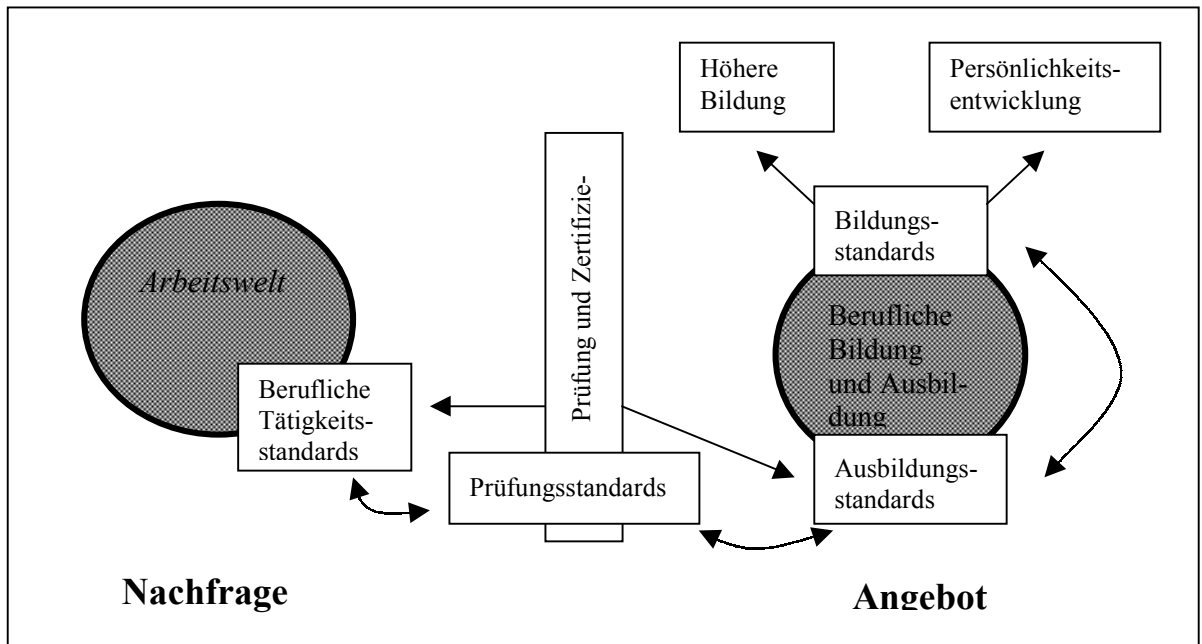 Höhere
Bildung
Persönlichkeits-
entwicklung
Prüfung und Zertifizie-
Bildungs-
standards
Arbeitswelt
Berufliche
Bildung
und Ausbil-
dung
Berufliche
Tätigkeits-
standards
Prüfungsstandards
Ausbildungs-
standards
Nachfrage
Angebot